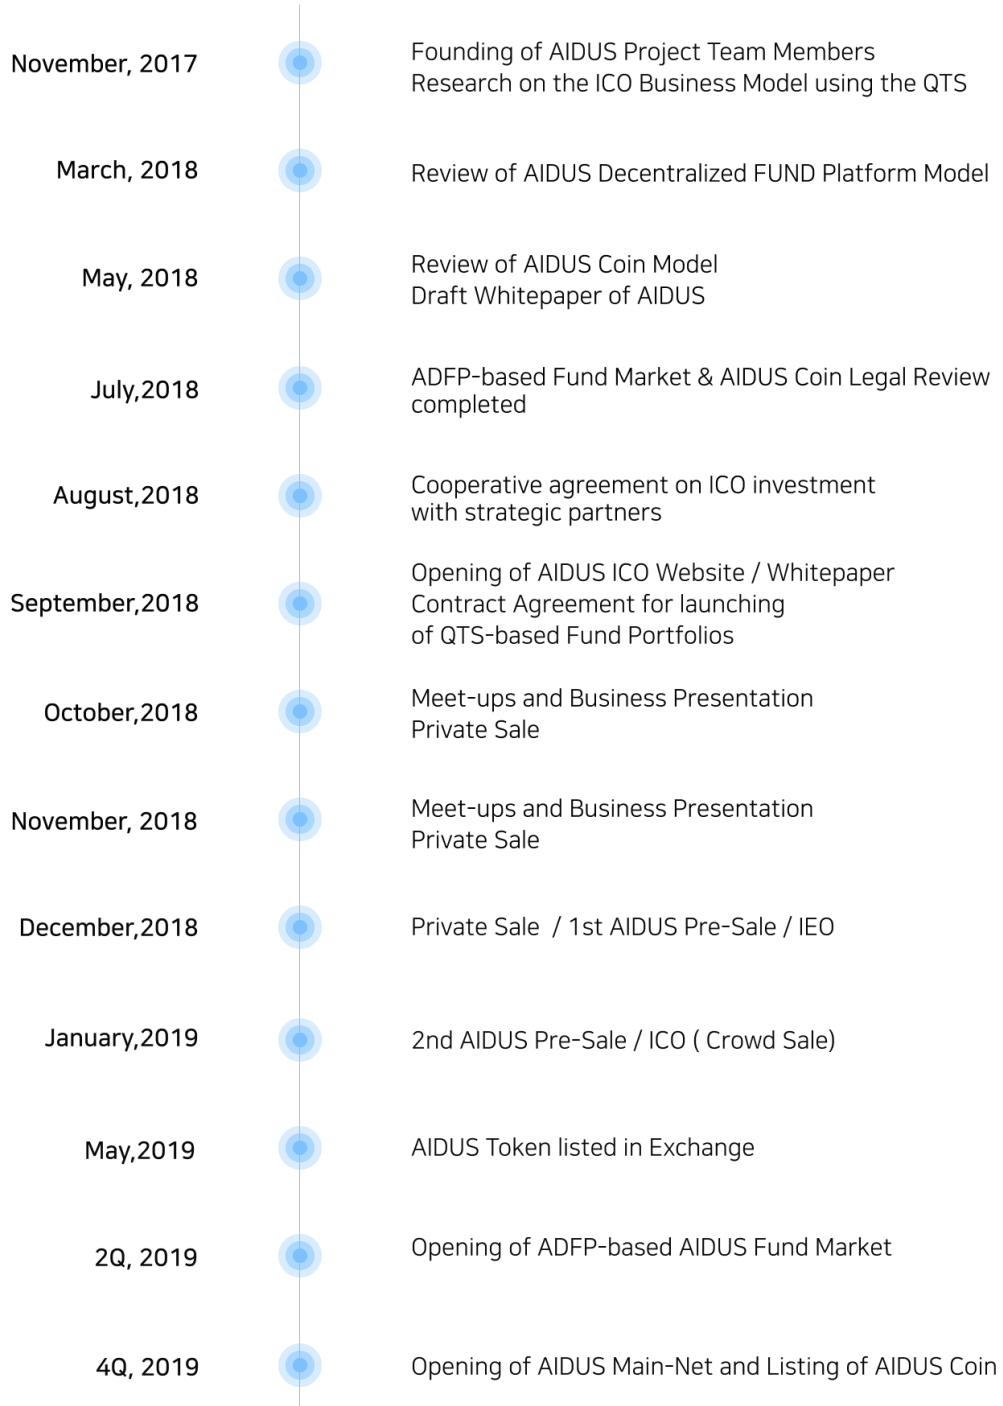 November, 2017
Founding of AIDUS Project Team Members
Research on the ICO Business Model using the QTS
March, 2018
Review of AIDUS Decentralized FUND Platform Model
May, 2018
Review of AIDUS Coin Model
Draft Whitepaper of AIDUS
July,2018
ADFP-based Fund Market & AIDUS Coin Legal Review
completed
August,2018
Cooperative agreement on ICO investment
with strategic partners
September,2018
Opening of AIDUS ICO Website / Whitepaper
Contract Agreement for launching
of QTS-based Fund Portfolios
October,2018
Meet-ups and Business Presentation
Private Sale
November, 2018
Meet-ups and Business Presentation
Private Sale
December,2018
Private Sale  / 1st AIDUS Pre-Sale / IEO
January,2019
2nd AIDUS Pre-Sale / ICO ( Crowd Sale)
May,2019
AIDUS Token listed in Exchange
2Q, 2019
Opening of ADFP-based AIDUS Fund Market
4Q, 2019
Opening of AIDUS Main-Net and Listing of AIDUS Coin